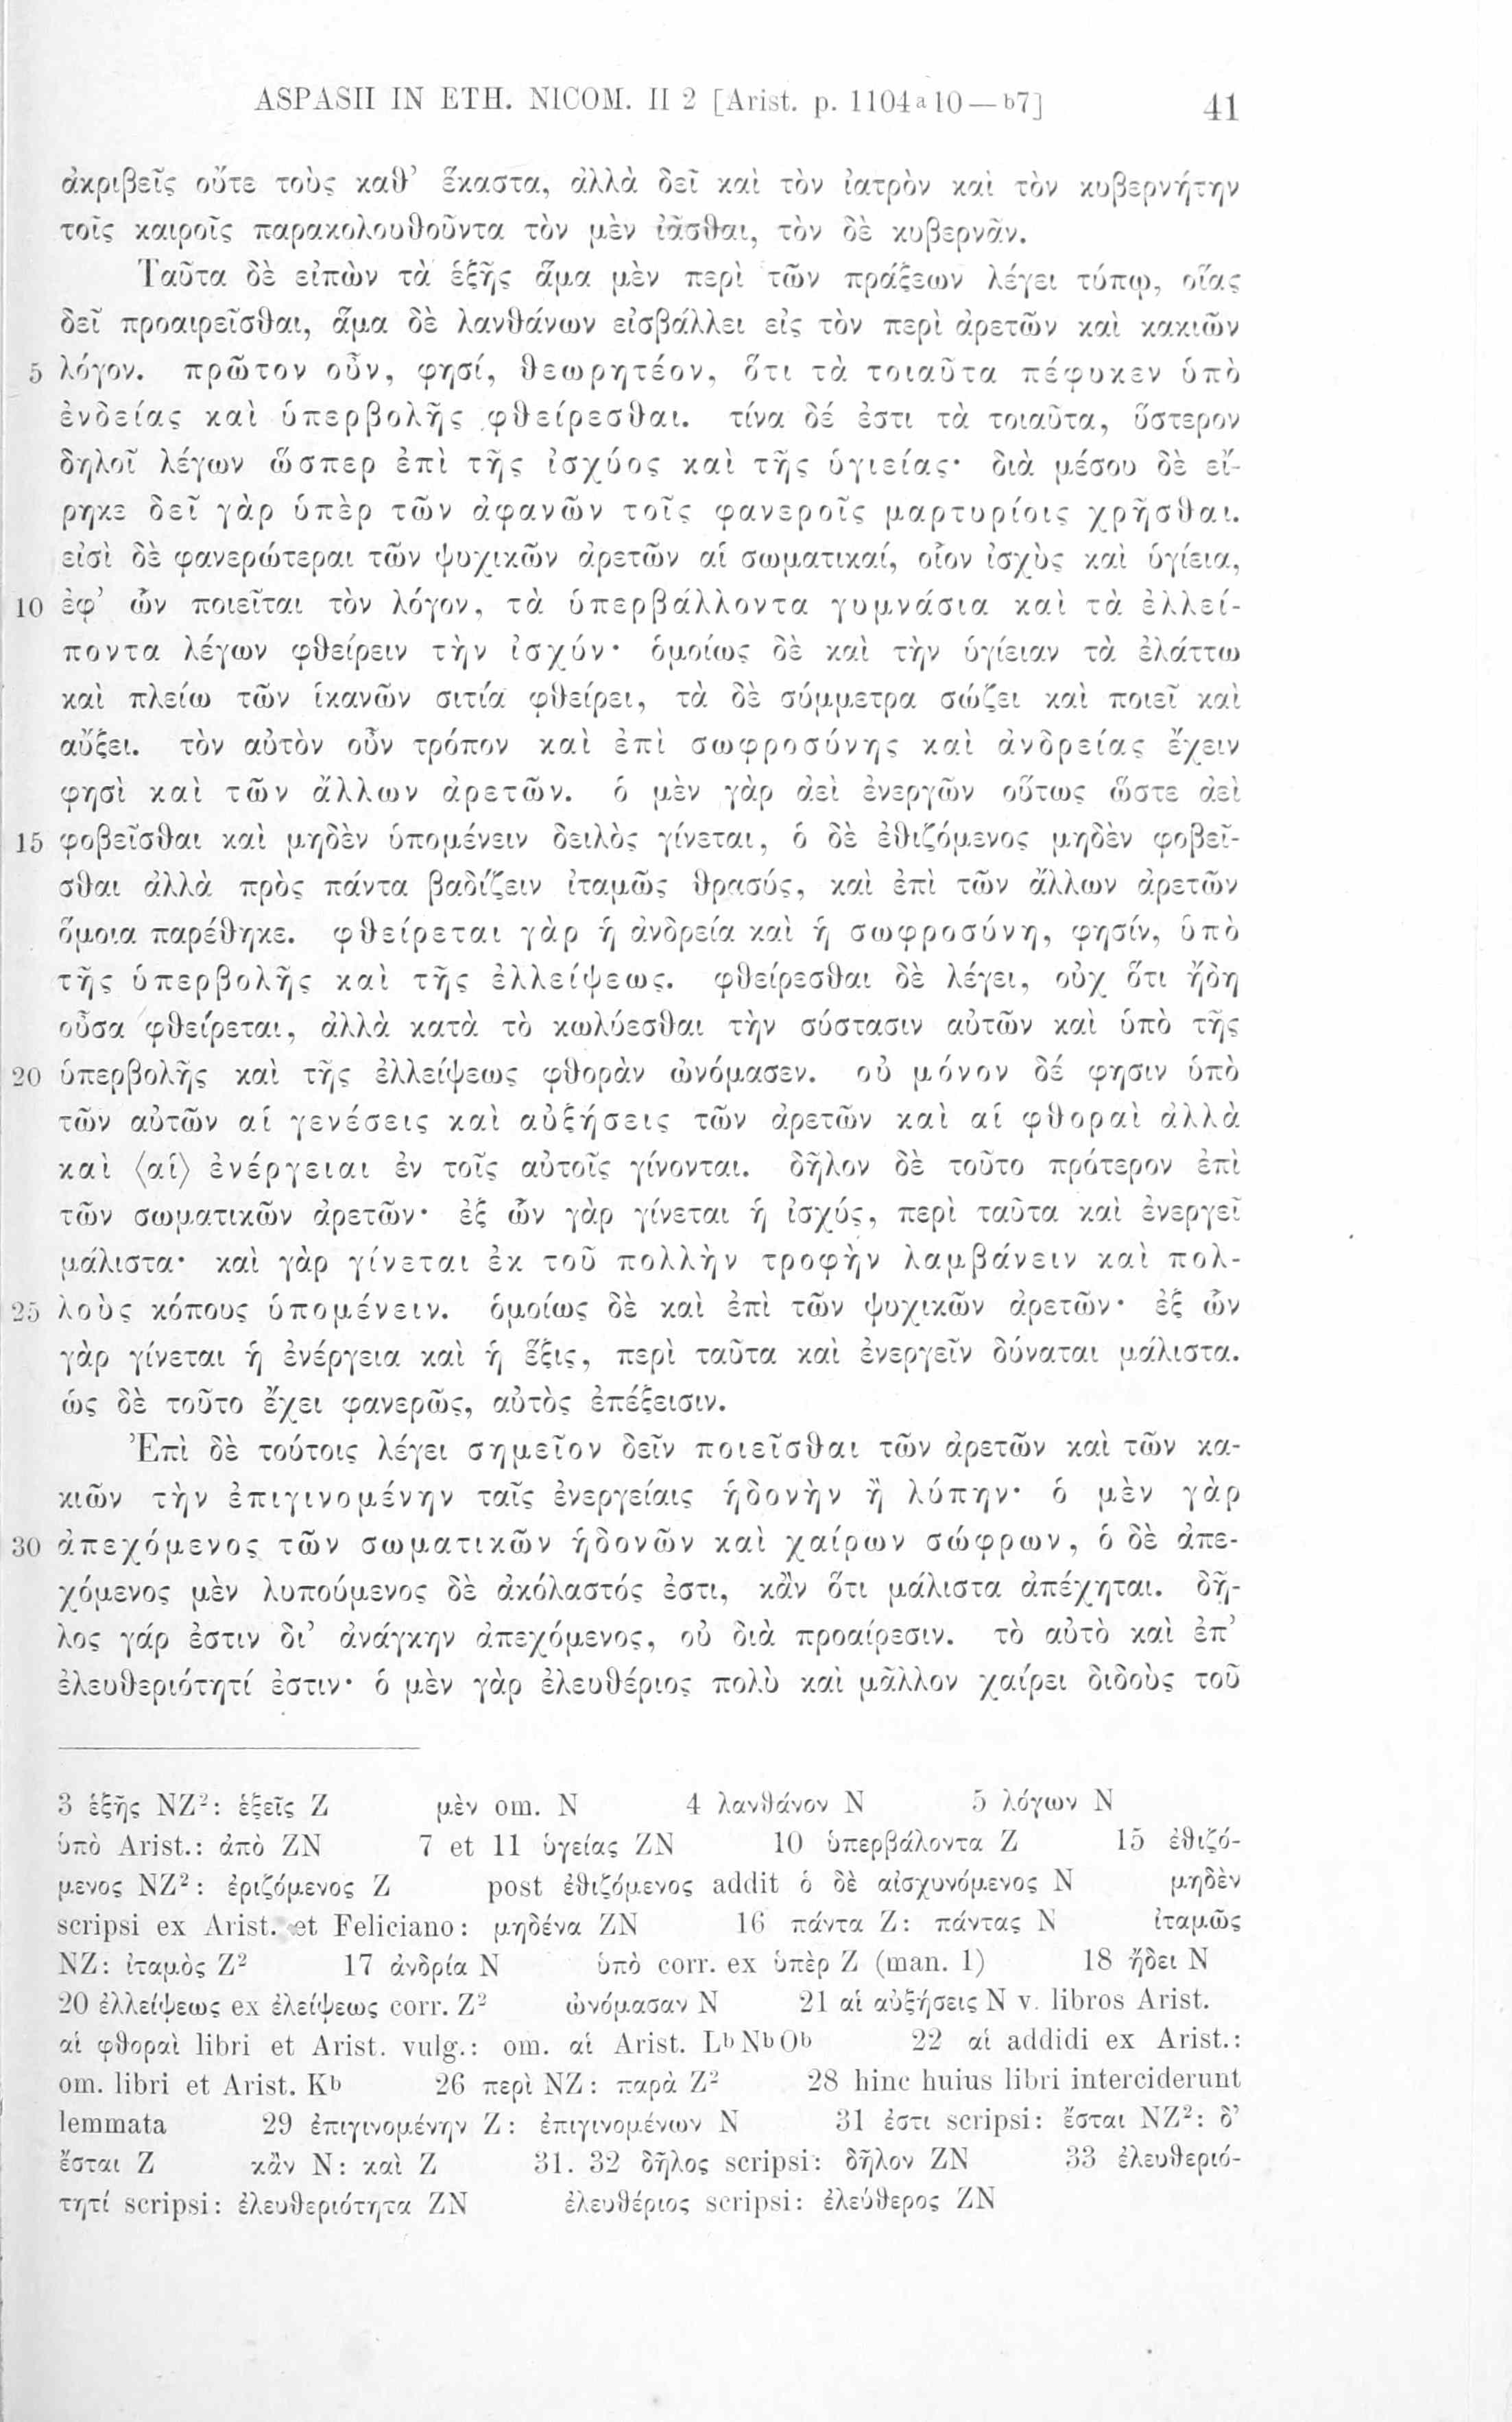 ASPASII IN ETH. NICOM. II 2 [Arist. p. 1104a10—b7] 41
ἀκριβεῖς οὔτε τοὺς καθ’ ἕκαστα, ἀλλὰ δεῖ καὶ τὸν ἰατρὸν καὶ τὸν κυβερνήτην
τοῖς καιροῖς παρακολουθοῦντα τὸν μὲν ἰᾶσθαι, τὸν δὲ κυβερνᾶν.
Ταῦτα δὲ εἰπὼν τὰ ἑξῆς ἅμα μὲν περὶ τῶν πράξεων λέγει τύπῳ, οἵας
δεῖ προαιρεῖσθαι, ἅμα δὲ λανθάνων εἰσβάλλει εἰς τὸν περὶ ἀρετῶν καὶ κακιῶν
5 λόγον. πρῶτον οὖν, φησί, θεωρητέον, ὅτι τὰ τοιαῦτα πέφυκεν ὑπὸ
ἐνδείας καὶ ὑπερβολῆς φθείρεσθαι. τίνα δέ ἐστι τὰ τοιαῦτα, ὕστερον
δηλοῖ λέγων ὥσπερ ἐπὶ τῆς ἰσχύος καὶ τῆς ὑγιείας· διὰ μέσου δὲ εἴ-
ρηκε δεῖ γὰρ ὑπὲρ τῶν ἀφανῶν τοῖς φανεροῖς μαρτυρίοις χρῆσθαι.
εἰσὶ δὲ φανερώτεραι τῶν ψυχικῶν ἀρετῶν αἱ σωματικαί, οἷον ἰσχὺς καὶ ὑγίεια,
10 ἐφ’ ὧν ποιεῖται τὸν λόγον, τὰ ὑπερβάλλοντα γυμνάσια καὶ τὰ ἐλλεί-
ποντα λέγων φθείρειν τὴν ἰσχύν· ὁμοίως δὲ καὶ τὴν ὑγίειαν τὰ ἐλάττω
καὶ πλείω τῶν ἱκανῶν σιτία φθείρει, τὰ δὲ σύμμετρα σώζει καὶ ποιεῖ καὶ
αὔξει. τὸν αὐτὸν οὖν τρόπον καὶ ἐπὶ σωφροσύνης καὶ ἀνδρείας ἔχειν
φησὶ καὶ τῶν ἄλλων ἀρετῶν. ὁ μὲν γὰρ ἀεὶ ἐνεργῶν οὕτως ὥστε ἀεὶ
15 φοβεῖσθαι καὶ μηδὲν ὑπομένειν δειλὸς γίνεται, ὁ δὲ ἐθιζόμενος μηδὲν φοβεῖ-
σθαι ἀλλὰ πρὸς πάντα βαδίζειν ἰταμῶς θρασύς, καὶ ἐπὶ τῶν ἄλλων ἀρετῶν
ὅμοια παρέθηκε. φθείρεται γὰρ ἡ ἀνδρεία καὶ ἡ σωφροσύνη, φησίν, ὑπὸ
τῆς ὑπερβολῆς καὶ τῆς ἐλλείψεως. φθείρεσθαι δὲ λέγει, οὐχ ὅτι ἤδη
οὖσα φθείρεται, ἀλλὰ κατὰ τὸ κωλύεσθαι τὴν σύστασιν αὐτῶν καὶ ὑπὸ τῆς
20 ὑπερβολῆς καὶ τῆς ἐλλείψεως φθορὰν ὠνόμασεν. οὐ μόνον δέ φησιν ὑπὸ
τῶν αὐτῶν αἱ γενέσεις καὶ αὐξήσεις τῶν ἀρετῶν καὶ αἱ φθοραὶ ἀλλὰ
καὶ ⟨αἱ⟩ ἐνέργειαι ἐν τοῖς αὐτοῖς γίνονται. δῆλον δὲ τοῦτο πρότερον ἐπὶ
τῶν σωματικῶν ἀρετῶν· ἐξ ὧν γὰρ γίνεται ἡ ἰσχύς, περὶ ταῦτα καὶ ἐνεργεῖ
μάλιστα· καὶ γὰρ γίνεται ἐκ τοῦ πολλὴν τροφὴν λαμβάνειν καὶ πολ-
25 λοὺς κόπους ὑπομένειν. ὁμοίως δὲ καὶ ἐπὶ τῶν ψυχικῶν ἀρετῶν· ἐξ ὧν
γὰρ γίνεται ἡ ἐνέργεια καὶ ἡ ἕξις, περὶ ταῦτα καὶ ἐνεργεῖν δύναται μάλιστα.
ὡς δὲ τοῦτο ἔχει φανερῶς, αὐτὸς ἐπέξεισιν.
Ἐπὶ δὲ τούτοις λέγει σημεῖον δεῖν ποιεῖσθαι τῶν ἀρετῶν καὶ τῶν κα-
κιῶν τὴν ἐπιγινομένην ταῖς ἐνεργείαις ἡδονὴν ἢ λύπην· ὁ μὲν γὰρ
30 ἀπεχόμενος τῶν σωματικῶν ἡδονῶν καὶ χαίρων σώφρων, ὁ δὲ ἀπε-
χόμενος μὲν λυπούμενος δὲ ἀκόλαστός ἐστι, κἂν ὅτι μάλιστα ἀπέχηται. δῆ-
λος γάρ ἐστιν δι’ ἀνάγκην ἀπεχόμενος, οὐ διὰ προαίρεσιν. τὸ αὐτὸ καὶ ἐπ’
ἐλευθεριότητί ἐστιν· ὁ μὲν γὰρ ἐλευθέριος πολὺ καὶ μᾶλλον χαίρει διδοὺς τοῦ
3 ἑξῆς NZ²: ἑξεῖς Z μὲν om. N 4 λανθάνον N 5 λόγων N
ὑπὸ Arist.: ἀπὸ ZN 7 et 11 ὑγείας ZN 10 ὑπερβάλοντα Z 15 ἐθιζό-
μενος NZ²: ἐριζόμενος Z post ἐθιζόμενος addit ὁ δὲ αἰσχυνόμενος N μηδὲν
scripsi ex Arist. et Feliciano: μηδένα ZN 16 πάντα Z: πάντας N ἰταμῶς
NZ: ἰταμὸς Z² 17 ἀνδρία N ὑπὸ corr. ex ὑπὲρ Z (man. 1) 18 ἤδει N
20 ἐλλείψεως ex ἐλείψεως corr. Z² ὠνόμασαν N 21 αἱ αὐξήσεις N v. libros Arist.
αἱ φθοραὶ libri et Arist. vulg.: om. αἱ Arist. LbNbOb 22 αἱ addidi ex Arist.:
om. libri et Arist. Kb 26 περὶ NZ: παρὰ Z² 28 hinc huius libri interciderunt
lemmata 29 ἐπιγινομένην Z: ἐπιγινομένων N 31 ἐστι scripsi: ἔσται NZ²: δ’
ἔσται Z κἂν N: καὶ Z 31. 32 δῆλος scripsi: δῆλον ZN 33 ἐλευθεριό-
τητί scripsi: ἐλευθεριότητα ZN ἐλευθέριος scripsi: ἐλεύθερος ZN